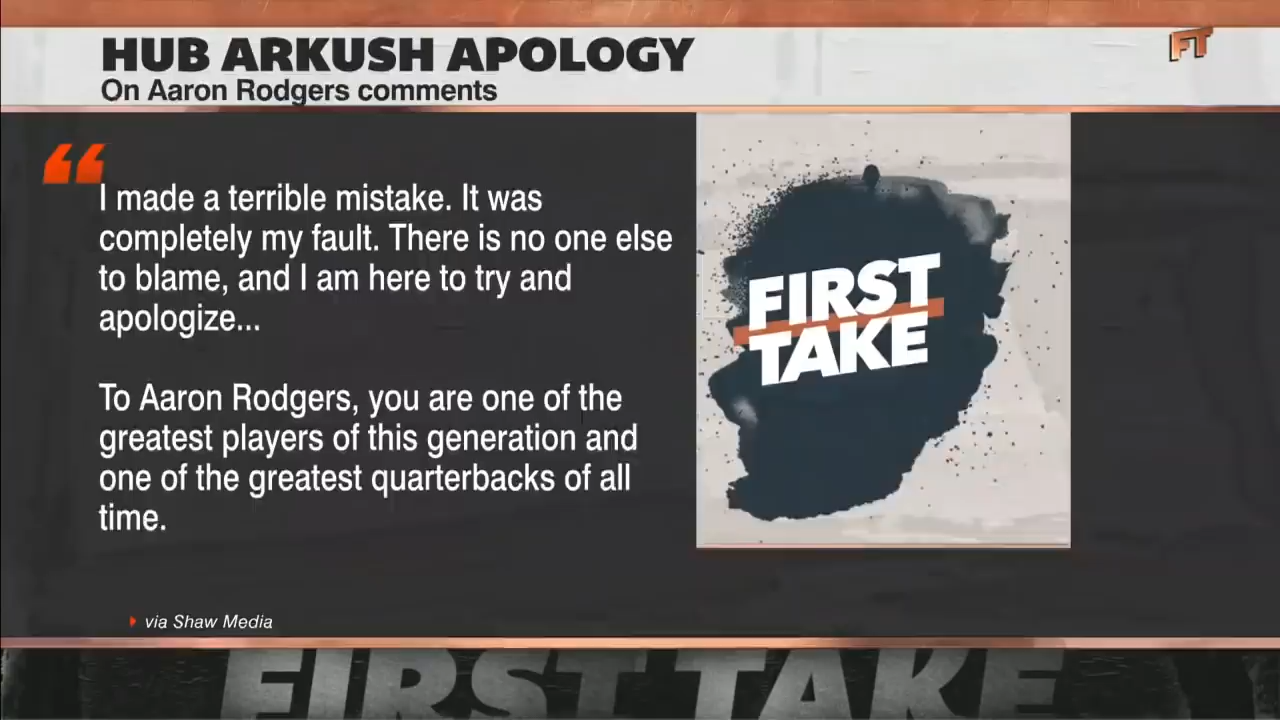 HUB ARKUSH APOLOGY
On Aaron Rodgers comments
FT
“
I made a terrible mistake. It was
completely my fault. There is no one else
to blame, and I am here to try and
apologize...
To Aaron Rodgers, you are one of the
greatest players of this generation and
one of the greatest quarterbacks of all
time.
FIRST
TAKE
via Shaw Media
FIRST TAKE